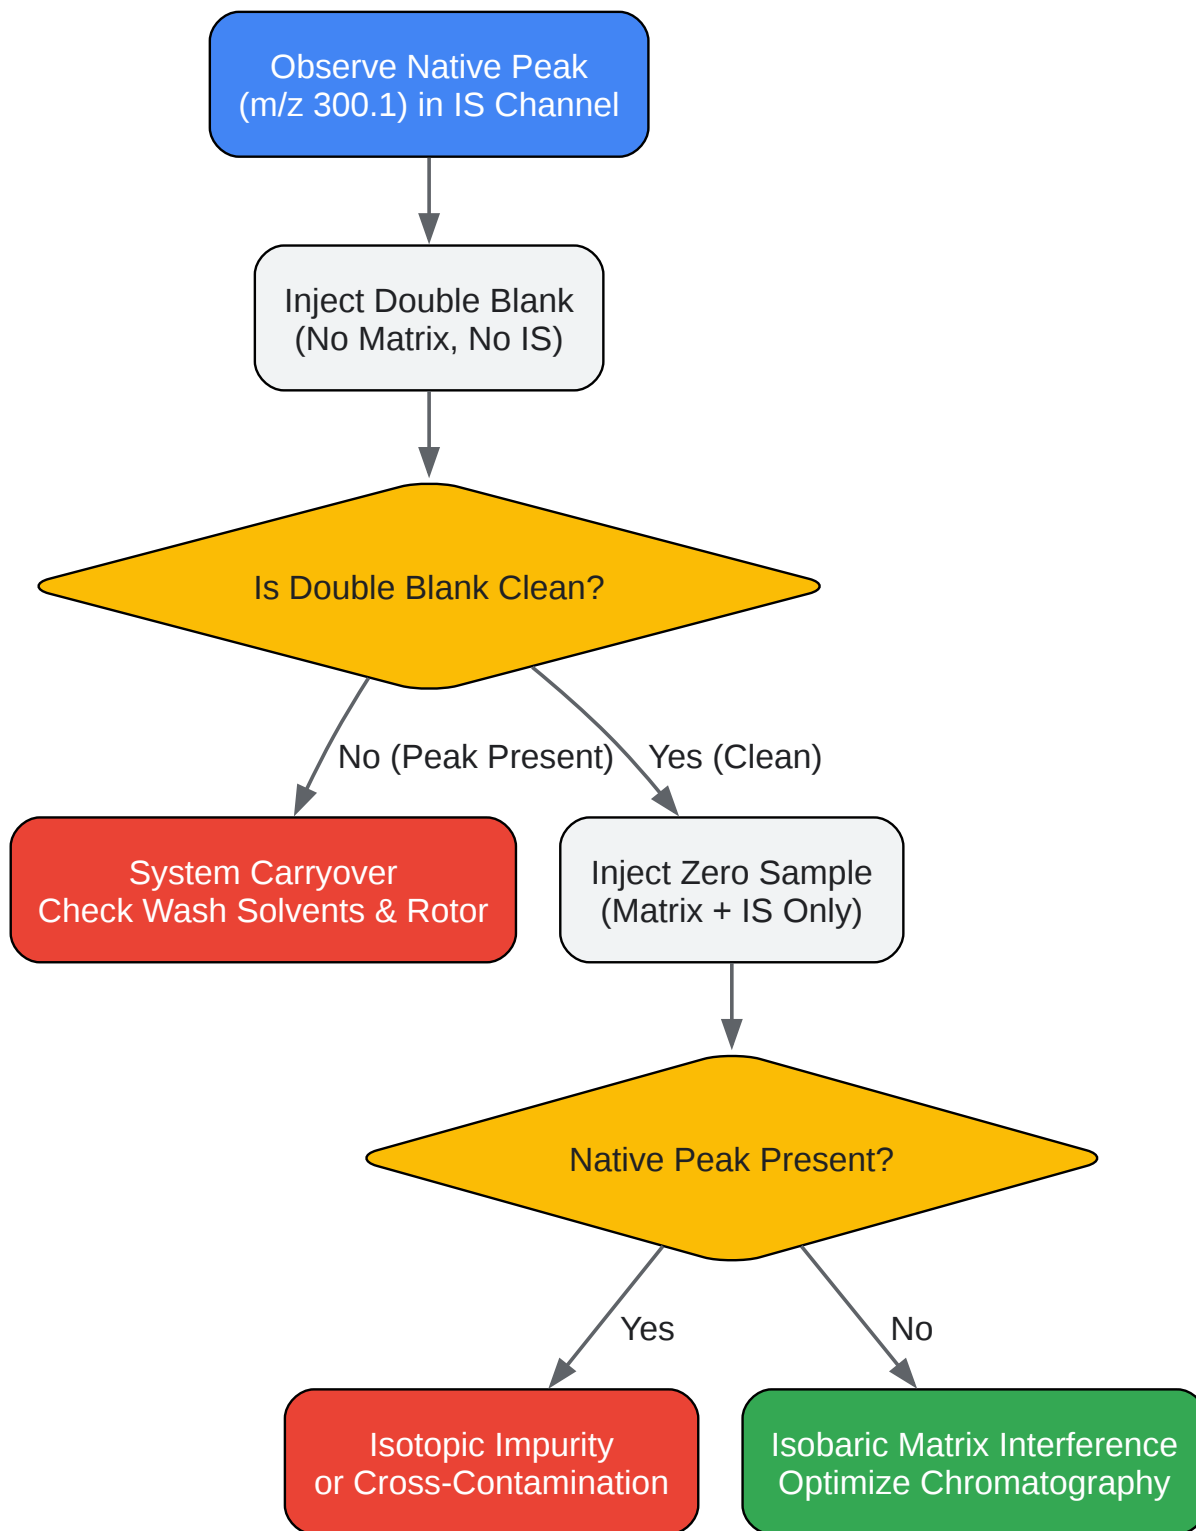 Observe Native Peak
(m/z 300.1) in IS Channel
Inject Double Blank
(No Matrix, No IS)
Is Double Blank Clean?
No (Peak Present)
Yes (Clean)
System Carryover
Check Wash Solvents & Rotor
Inject Zero Sample
(Matrix + IS Only)
Native Peak Present?
Yes
No
Isotopic Impurity
or Cross-Contamination
Isobaric Matrix Interference
Optimize Chromatography